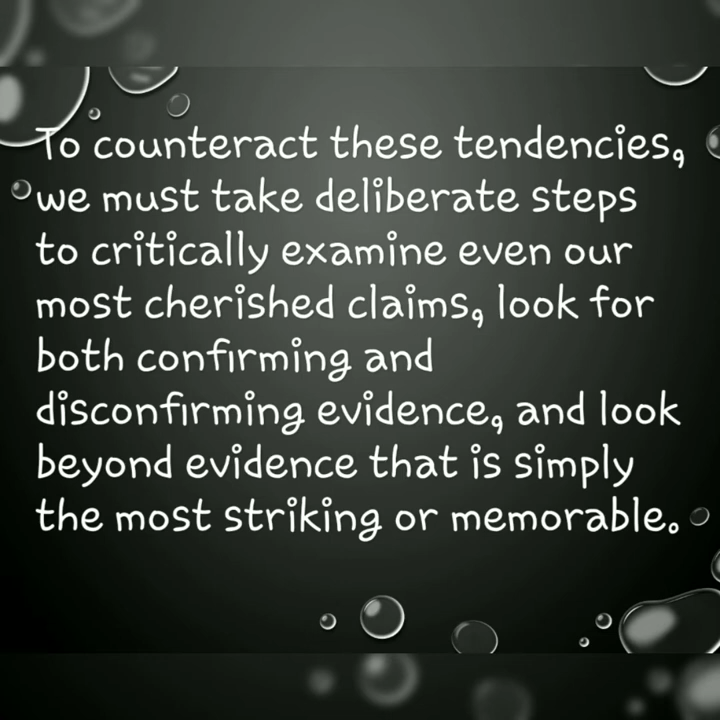 To counteract these tendencies,
we must take deliberate steps
to critically examine even our
most cherished claims, look for
both confirming and
disconfirming evidence, and look
beyond evidence that is simply
the most striking or memorable.